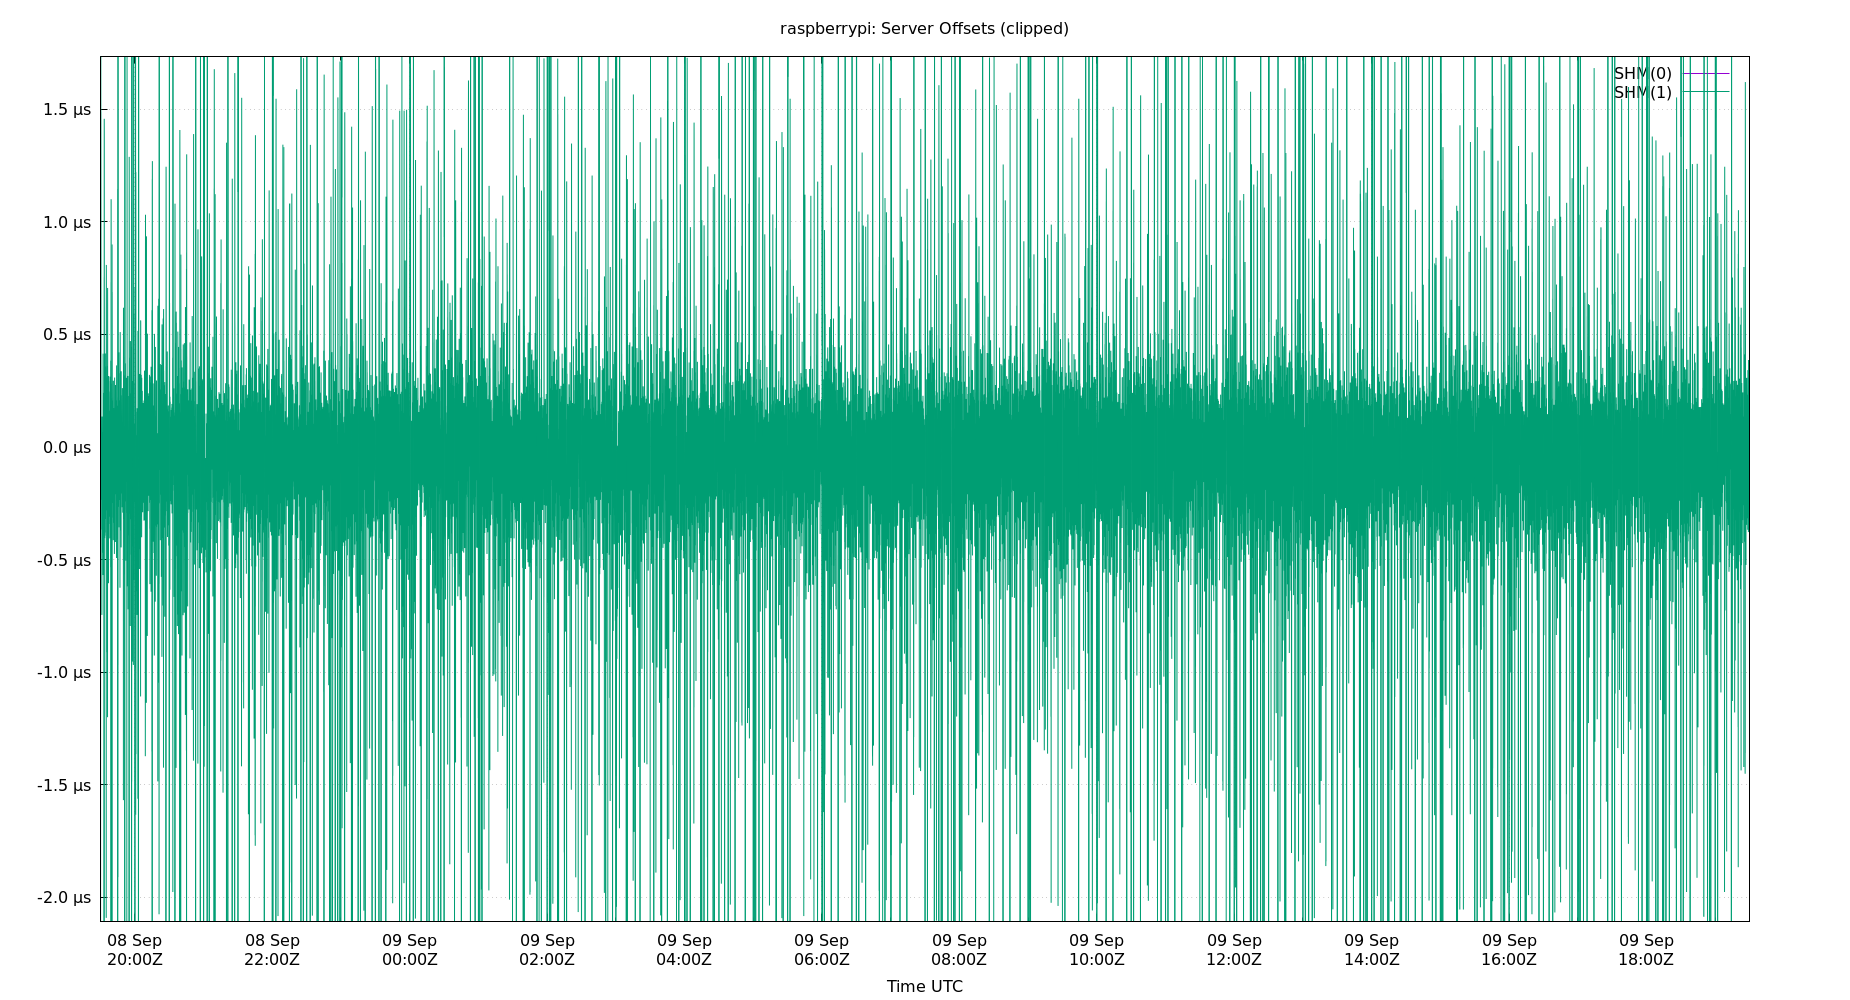 raspberrypi: Server Offsets (clipped)
SHM(0)
SHM(1)
1.5 µs
1.0 µs
0.5 µs
0.0 µs
-0.5 µs
-1.0 µs
-1.5 µs
-2.0 µs
08 Sep 08 Sep 09 Sep 09 Sep 09 Sep 09 Sep 09 Sep 09 Sep 09 Sep 09 Sep 09 Sep 09 Sep
20:00Z 22:00Z 00:00Z 02:00Z 04:00Z 06:00Z 08:00Z 10:00Z 12:00Z 14:00Z 16:00Z 18:00Z
Time UTC